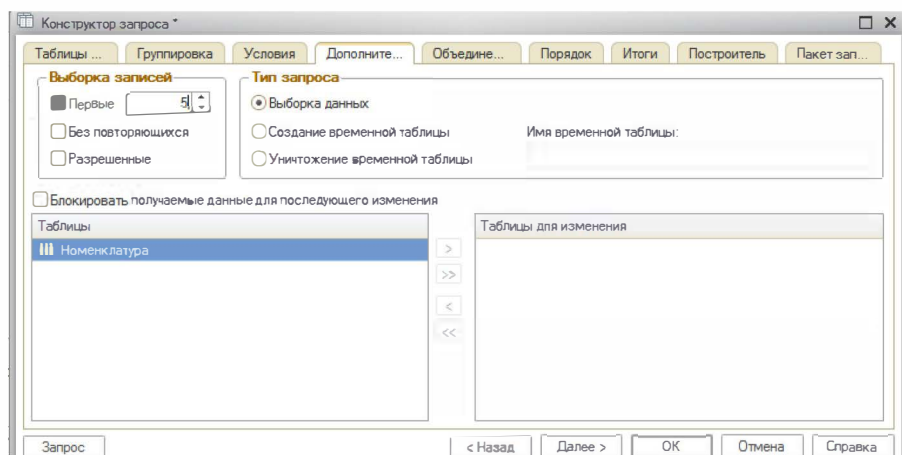 Конструктор запроса *
Таблицы ... Группировка Условия Дополните... Объедине... Порядок Итоги Построитель Пакет зап...
Выборка записей Тип запроса
Первые 5 Выборка данных
Без повторяющихся Создание временной таблицы Имя временной таблицы:
Разрешенные Уничтожение временной таблицы
Блокировать получаемые данные для последующего изменения
Таблицы Таблицы для изменения
Номенклатура >
>>
<
<<
Запрос < Назад Далее > OK Отмена Справка